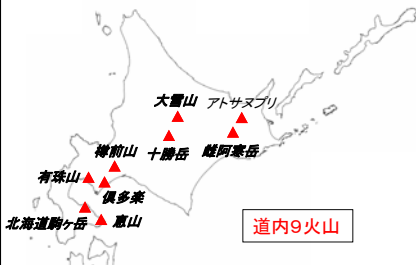 大雪山
アトサヌプリ
十勝岳
雌阿寒岳
樽前山
有珠山
倶多楽
北海道駒ヶ岳
恵山
道内9火山